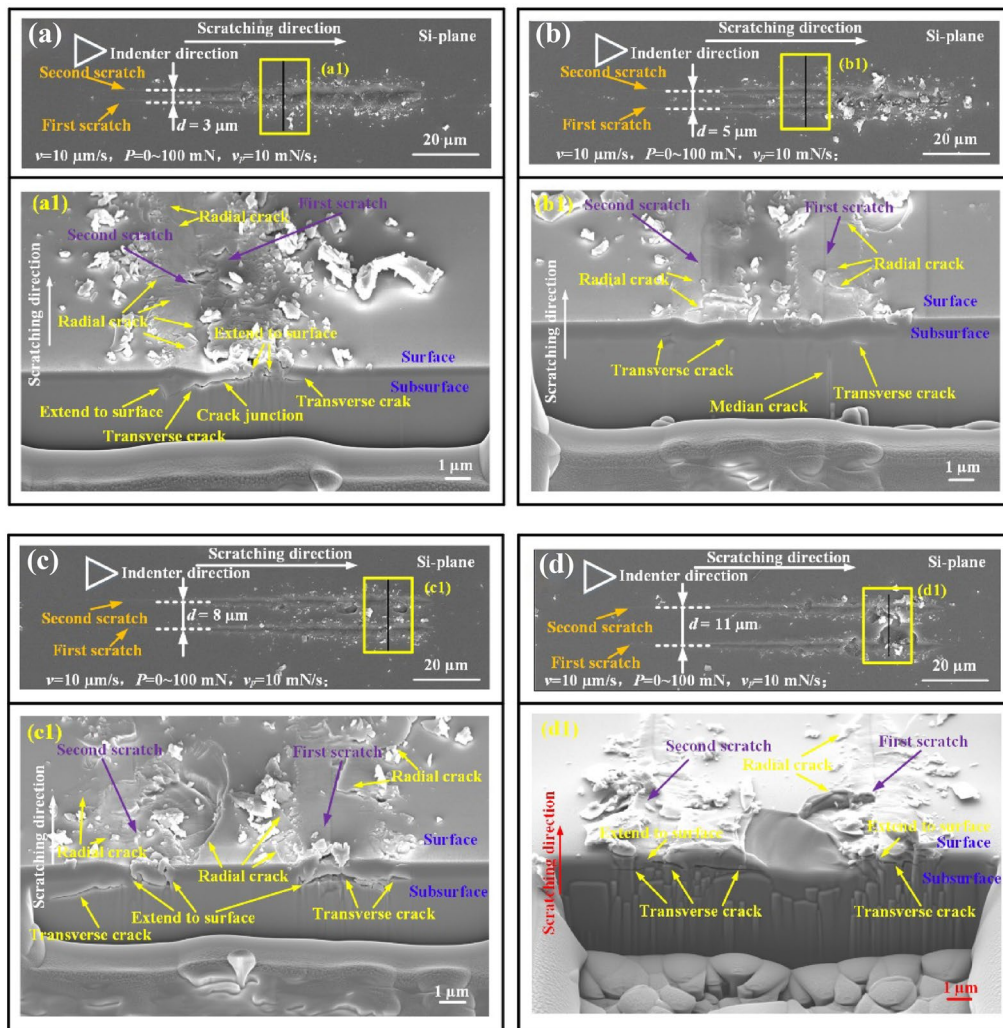 (a)
Scratching direction
Si-plane
Indenter direction
(a1)
Second scratch
First scratch
d = 3 μm
20 μm
v=10 μm/s, P=0~100 mN, vp=10 mN/s;
(a1)
Radial crack
First scratch
Second scratch
Scratching direction
Radial crack
Extend to surface
Surface
Subsurface
Extend to surface
Crack junction
Transverse crak
Transverse crack
1 μm
(b)
Scratching direction
Si-plane
Indenter direction
(b1)
Second scratch
First scratch
d = 5 μm
20 μm
v=10 μm/s, P=0~100 mN, vp=10 mN/s;
(b1)
Second scratch
First scratch
Scratching direction
Radial crack
Radial crack
Surface
Subsurface
Transverse crack
Transverse crack
Median crack
1 μm
(c)
Scratching direction
Si-plane
Indenter direction
(c1)
Second scratch
d = 8 μm
First scratch
20 μm
v=10 μm/s, P=0~100 mN, vp=10 mN/s;
(c1)
Second scratch
First scratch
Radial crack
Scratching direction
Radial crack
Radial crack
Surface
Subsurface
Extend to surface
Transverse crack
Transverse crack
1 μm
(d)
Scratching direction
Si-plane
Indenter direction
(d1)
Second scratch
d = 11 μm
First scratch
20 μm
v=10 μm/s, P=0~100 mN, vp=10 mN/s;
(d1)
Second scratch
First scratch
Radial crack
Scratching direction
Extend to surface
Extend to surface
Surface
Subsurface
Transverse crack
Transverse crack
1 μm